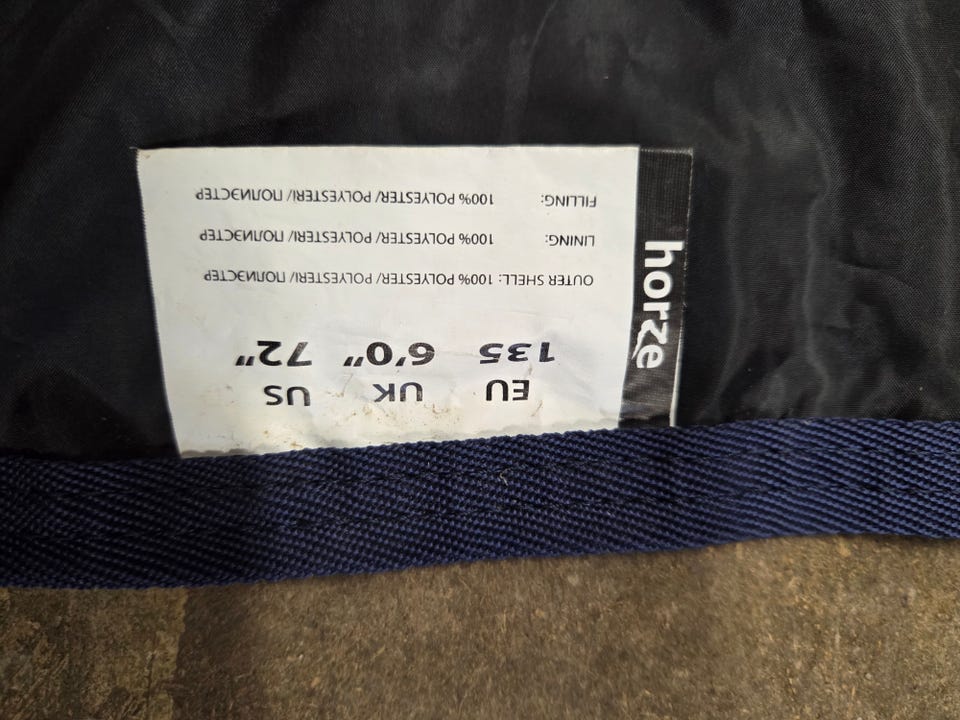 horze
EU UK US
135 6'0" 72"
OUTER SHELL: 100% POLYESTER/ POLYESTERI/ ПОЛИЭСТЕР
LINING: 100% POLYESTER/ POLYESTERI/ ПОЛИЭСТЕР
FILLING: 100% POLYESTER/ POLYESTERI/ ПОЛИЭСТЕР